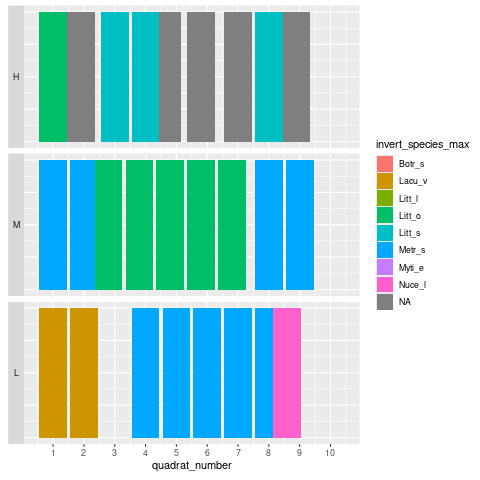 H
M
L
1 2 3 4 5 6 7 8 9 10
quadrat_number
invert_species_max
Botr_s
Lacu_v
Litt_l
Litt_o
Litt_s
Metr_s
Myti_e
Nuce_l
NA